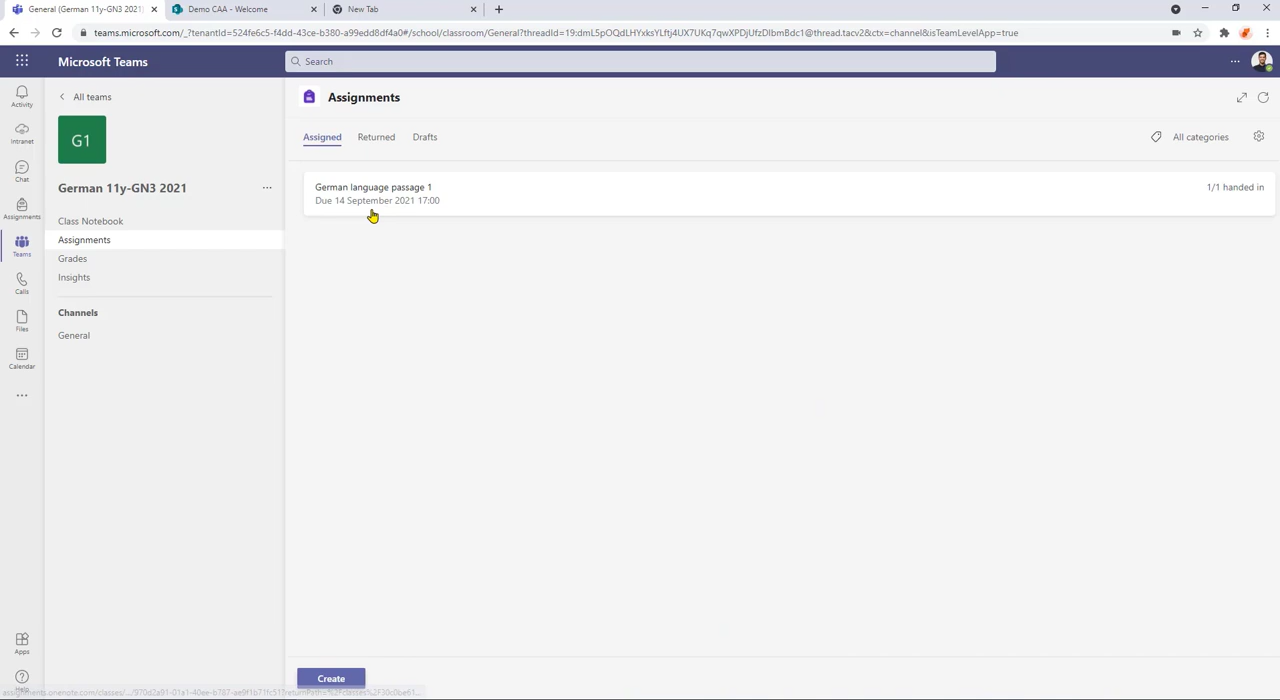 General (German 11y-GN3 2021)
Demo CAA - Welcome
New Tab
teams.microsoft.com/_?tenantId=524fe6c5-f4dd-43ce-b380-a99edd8df4a0#/school/classroom/General?threadId=19:dmL5pOQdLHYxksYLftj4UX7UKq7qwXPDjUfzDlbmBdc1@thread.tacv2&ctx=channel&isTeamLevelApp=true
Microsoft Teams
Search
Activity
Intranet
Chat
Assignments
Teams
Calls
Files
Calendar
Apps
Help
All teams
G1
German 11y-GN3 2021
Class Notebook
Assignments
Grades
Insights
Channels
General
Assignments
Assigned
Returned
Drafts
All categories
German language passage 1
1/1 handed in
Due 14 September 2021 17:00
Create